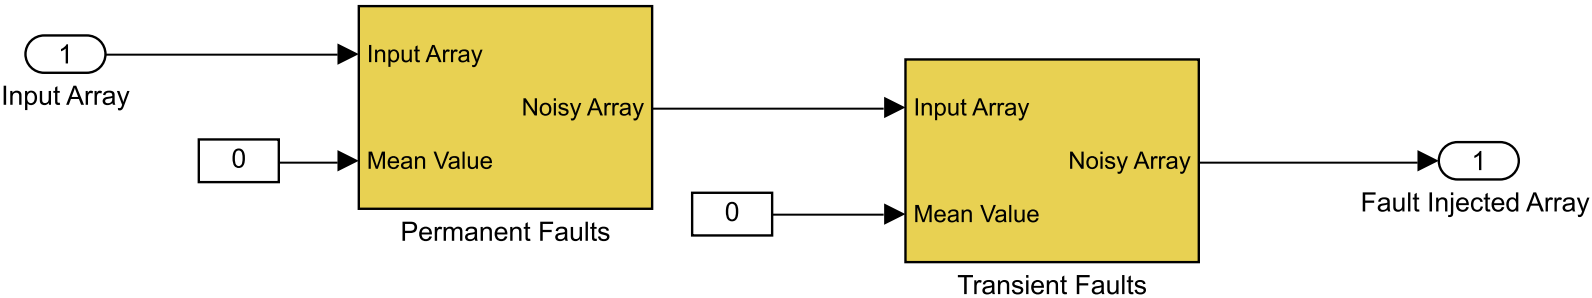 1
Input Array
0
Input Array
Noisy Array
Mean Value
Permanent Faults
0
Input Array
Noisy Array
Mean Value
Transient Faults
1
Fault Injected Array